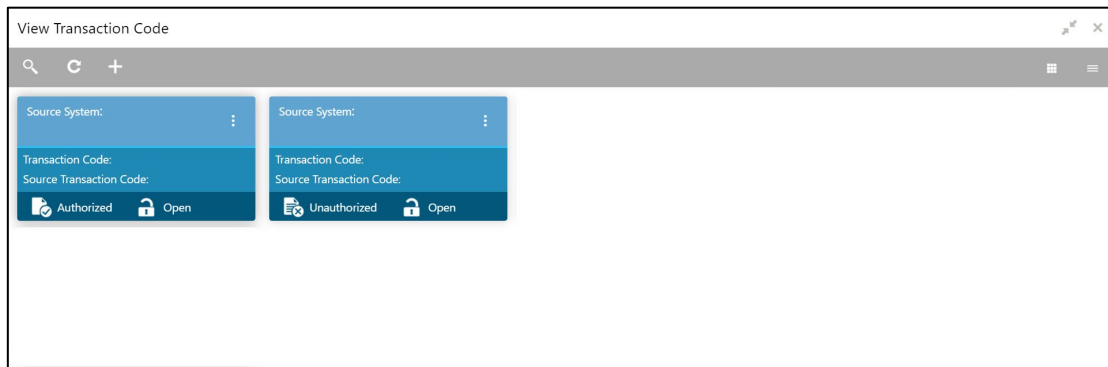 View Transaction Code
Source System:
Transaction Code:
Source Transaction Code:
Authorized Open
Source System:
Transaction Code:
Source Transaction Code:
Unauthorized Open